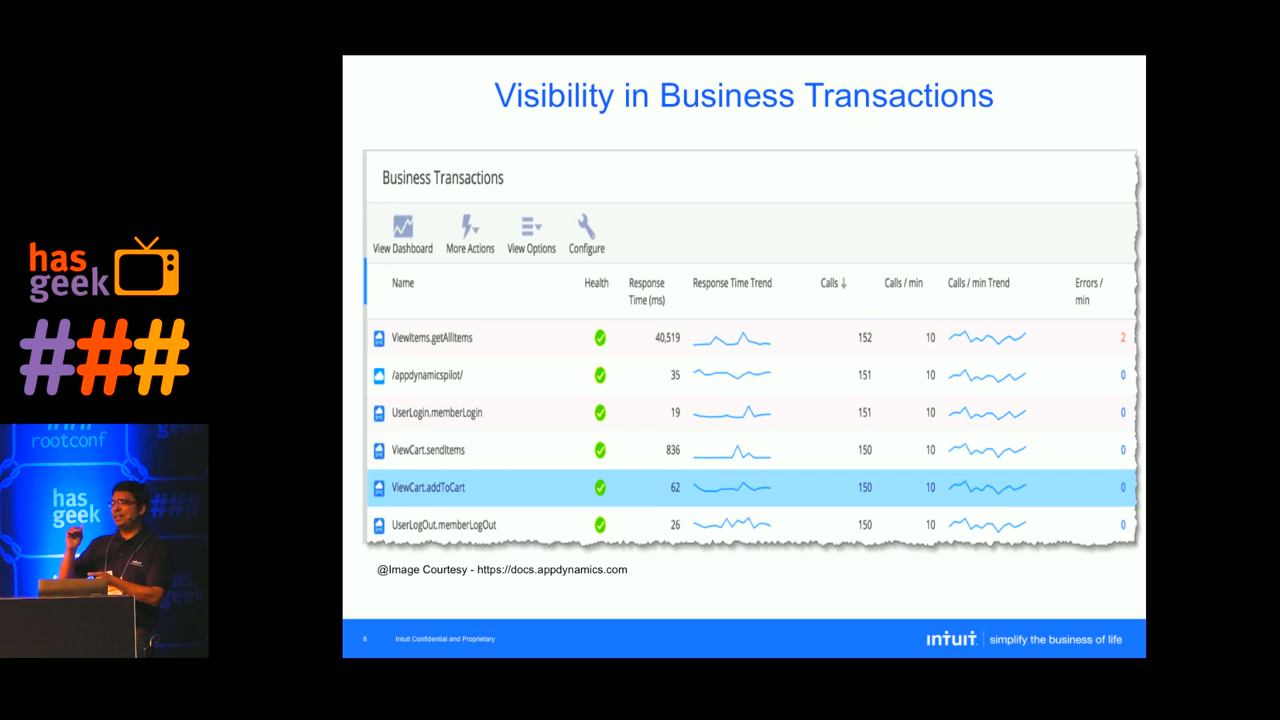 Visibility in Business Transactions
Business Transactions
View Dashboard More Actions View Options Configure
Name Health Response Time (ms) Response Time Trend Calls Calls / min Calls / min Trend Errors / min
ViewItems.getAllItems 40,519 152 10 2
/appdynamicspilot/ 35 151 10 0
UserLogin.memberLogin 19 151 10 0
ViewCart.sendItems 836 150 10 0
ViewCart.addToCart 62 150 10 0
UserLogOut.memberLogOut 26 150 10 0
@Image Courtesy - https://docs.appdynamics.com
8 Intuit Confidential and Proprietary
intuit simplify the business of life
has
geek
###
rootconf
has
geek